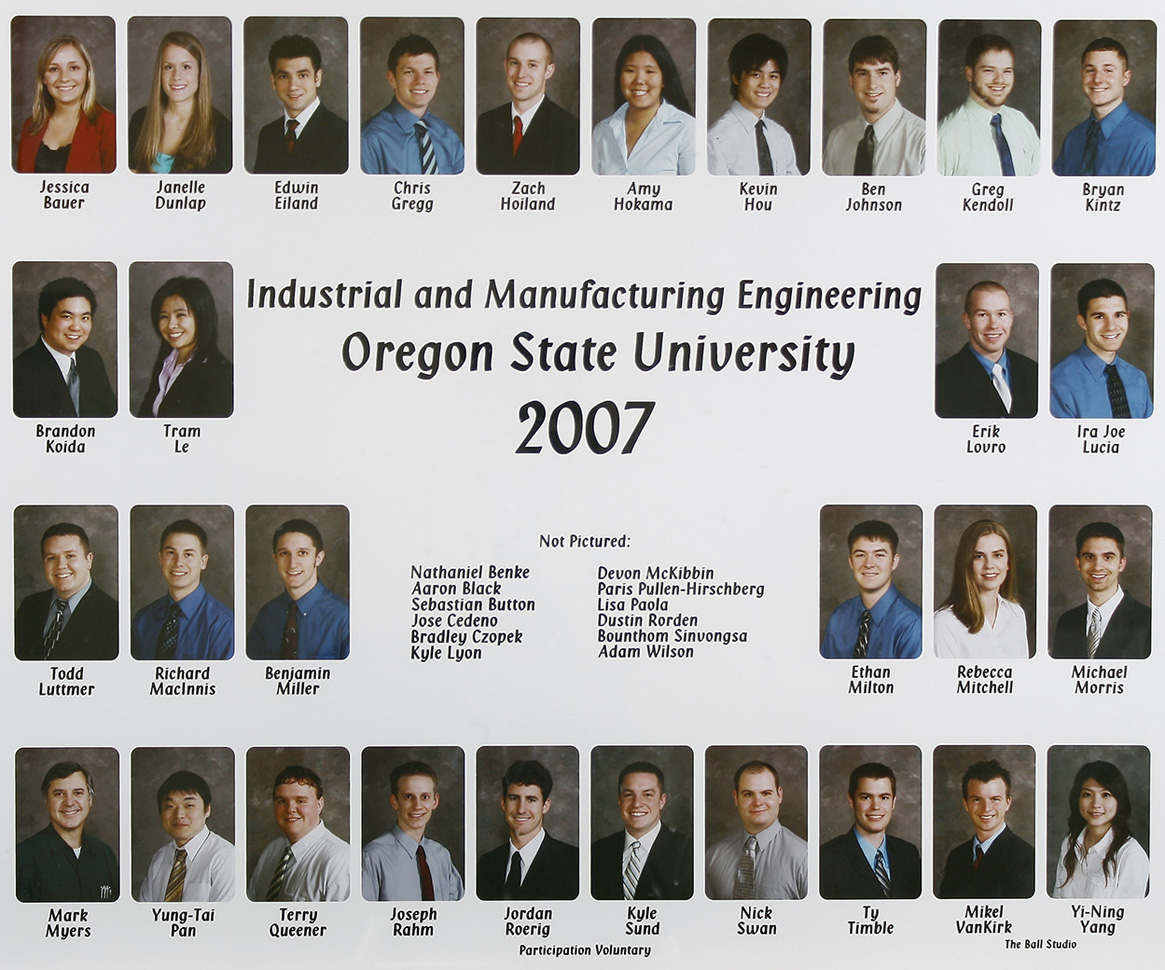 Jessica
Bauer
Janelle
Dunlap
Edwin
Eiland
Chris
Gregg
Zach
Hoiland
Amy
Hokama
Kevin
Hou
Ben
Johnson
Greg
Kendoll
Bryan
Kintz
Industrial and Manufacturing Engineering
Oregon State University
2007
Brandon
Koida
Tram
Le
Erik
Lovro
Ira Joe
Lucia
Not Pictured:
Nathaniel Benke
Aaron Black
Sebastian Button
Jose Cedeno
Bradley Czopek
Kyle Lyon
Devon McKibbin
Paris Pullen-Hirschberg
Lisa Paola
Dustin Rorden
Bounthom Sinvongsa
Adam Wilson
Todd
Luttmer
Richard
MacInnis
Benjamin
Miller
Ethan
Milton
Rebecca
Mitchell
Michael
Morris
Mark
Myers
Yung-Tai
Pan
Terry
Queener
Joseph
Rahm
Jordan
Roerig
Kyle
Sund
Nick
Swan
Ty
Timble
Mikel
VanKirk
Yi-Ning
Yang
Participation Voluntary
The Ball Studio